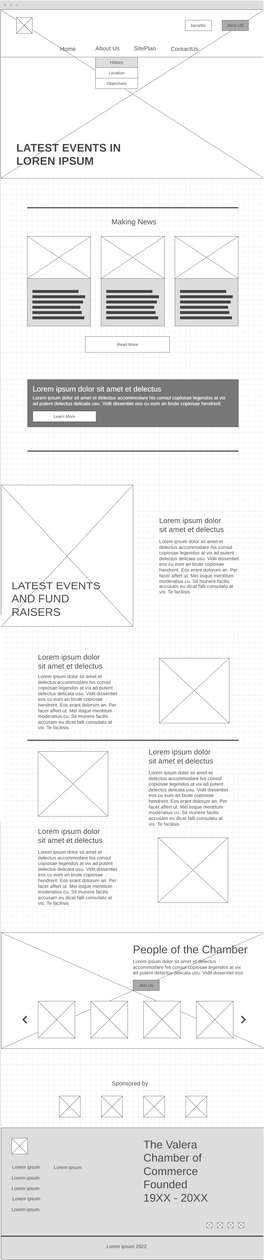 benefits
Joins US
Home
About Us
SitePlan
ContactUs
History
Location
Objectives
LATEST EVENTS IN
LOREN IPSUM
Making News
Read More
Lorem ipsum dolor sit amet et delectus
Lorem ipsum dolor sit amet et delectus accommodare his consul copiosae legendos at vix ad putent delectus delicata usu. Vidit dissentiet eos cu eum an brute copiosae hendrerit.
Learn More
LATEST EVENTS
AND FUND
RAISERS
Lorem ipsum dolor
sit amet et delectus
Lorem ipsum dolor sit amet et
delectus accommodare his consul
copiosae legendos at vix ad putent
delectus delicata usu. Vidit dissentiet
eos cu eum an brute copiosae
hendrerit. Eos erant dolorum an. Per
facer affert ut. Mei iisque mentitum
moderatius cu. Sit munere facilis
accusam eu dicat falli consulatu at
vis. Te facilisis
Lorem ipsum dolor
sit amet et delectus
Lorem ipsum dolor sit amet et
delectus accommodare his consul
copiosae legendos at vix ad putent
delectus delicata usu. Vidit dissentiet
eos cu eum an brute copiosae
hendrerit. Eos erant dolorum an. Per
facer affert ut. Mei iisque mentitum
moderatius cu. Sit munere facilis
accusam eu dicat falli consulatu at
vis. Te facilisis
Lorem ipsum dolor
sit amet et delectus
Lorem ipsum dolor sit amet et
delectus accommodare his consul
copiosae legendos at vix ad putent
delectus delicata usu. Vidit dissentiet
eos cu eum an brute copiosae
hendrerit. Eos erant dolorum an. Per
facer affert ut. Mei iisque mentitum
moderatius cu. Sit munere facilis
accusam eu dicat falli consulatu at
vis. Te facilisis
Lorem ipsum dolor
sit amet et delectus
Lorem ipsum dolor sit amet et
delectus accommodare his consul
copiosae legendos at vix ad putent
delectus delicata usu. Vidit dissentiet
eos cu eum an brute copiosae
hendrerit. Eos erant dolorum an. Per
facer affert ut. Mei iisque mentitum
moderatius cu. Sit munere facilis
accusam eu dicat falli consulatu at
vis. Te facilisis
People of the Chamber
Lorem ipsum dolor sit amet et delectus
accommodare his consul copiosae legendos at vix
ad putent delectus delicata usu. Vidit dissentiet eos
Join Us
Sponsored by
The Valera
Chamber of
Commerce
Founded
19XX - 20XX
Lorem ipsum
Lorem ipsum
Lorem ipsum
Lorem ipsum
Lorem ipsum
Lorem ipsum
Lorem ipsum 2022